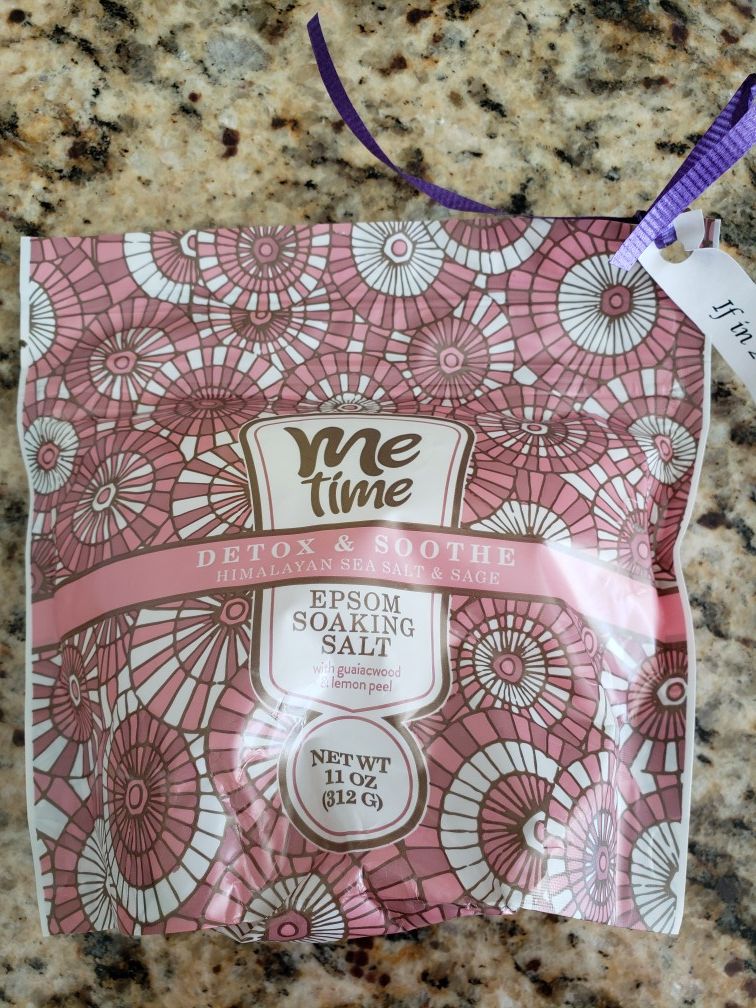 If in
me
time
DETOX & SOOTHE
HIMALAYAN SEA SALT & SAGE
EPSOM
SOAKING
SALT
with guaiacwood
& lemon peel
NET WT
11 OZ
(312 G)